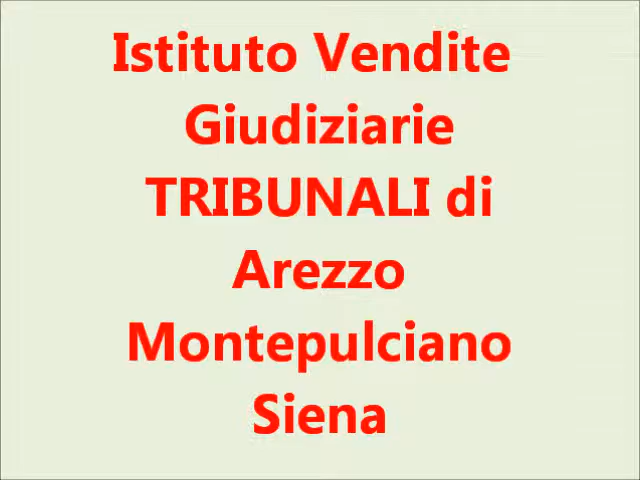 Istituto Vendite
Giudiziarie
TRIBUNALI di
Arezzo
Montepulciano
Siena